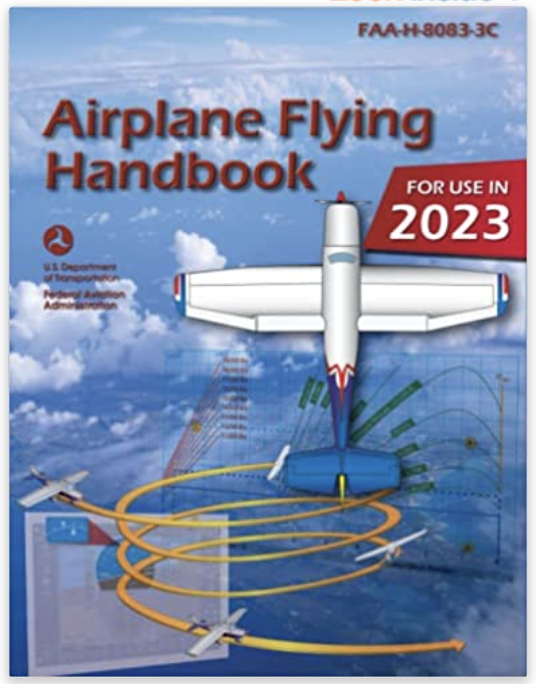 FAA-H-8083-3C
Airplane Flying
Handbook
FOR USE IN
2023
U.S. Department
of Transportation
Federal Aviation
Administration